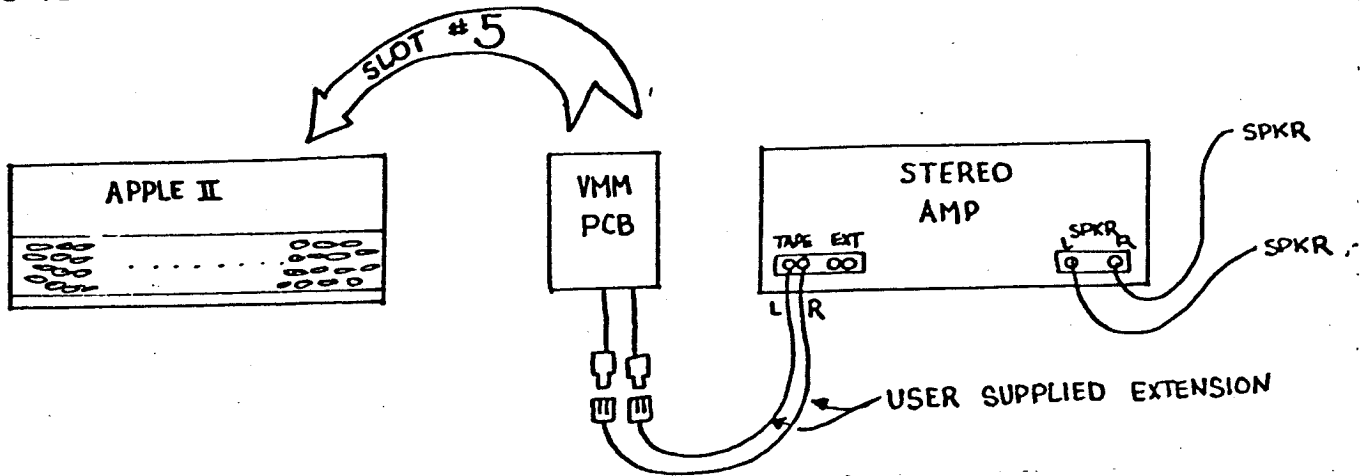 SLOT #5
APPLE II
VMM
PCB
STEREO
AMP
TAPE EXT
SPKR
L R
L R
SPKR
SPKR
USER SUPPLIED EXTENSION